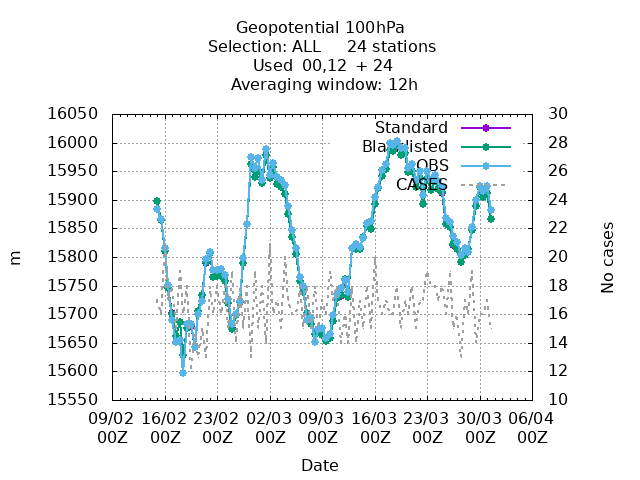 Geopotential 100hPa
Selection: ALL 24 stations
Used 00,12 + 24
Averaging window: 12h
16050
16000
15950
15900
15850
15800
15750
15700
15650
15600
15550
30
28
26
24
22
20
18
16
14
12
10
Standard
Blacklisted
OBS
CASES
m
No cases
09/02 16/02 23/02 02/03 09/03 16/03 23/03 30/03 06/04
00Z 00Z 00Z 00Z 00Z 00Z 00Z 00Z 00Z
Date